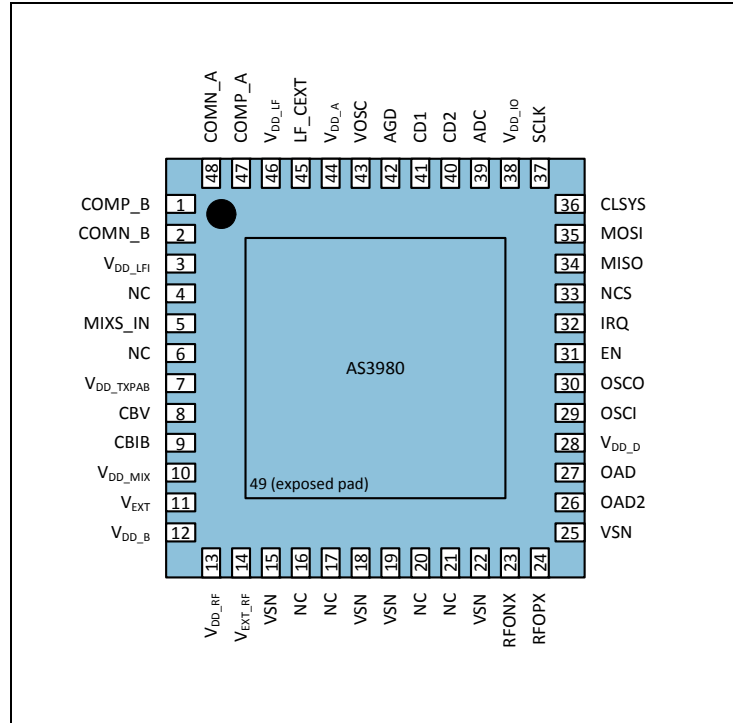 COMN_A
COMP_A
VDD_LF
LF_CEXT
VDD_A
VOSC
AGD
CD1
CD2
ADC
VDD_IO
SCLK
48 47 46 45 44 43 42 41 40 39 38 37
COMP_B 1
COMN_B 2
VDD_LFI 3
NC 4
MIXS_IN 5
NC 6
VDD_TXPAB 7
CBV 8
CBIB 9
VDD_MIX 10
VEXT 11
VDD_B 12
AS3980
49 (exposed pad)
36 CLSYS
35 MOSI
34 MISO
33 NCS
32 IRQ
31 EN
30 OSCO
29 OSCI
28 VDD_D
27 OAD
26 OAD2
25 VSN
13 14 15 16 17 18 19 20 21 22 23 24
VDD_RF
VEXT_RF
VSN
NC
NC
VSN
VSN
NC
NC
VSN
RFONX
RFOPX